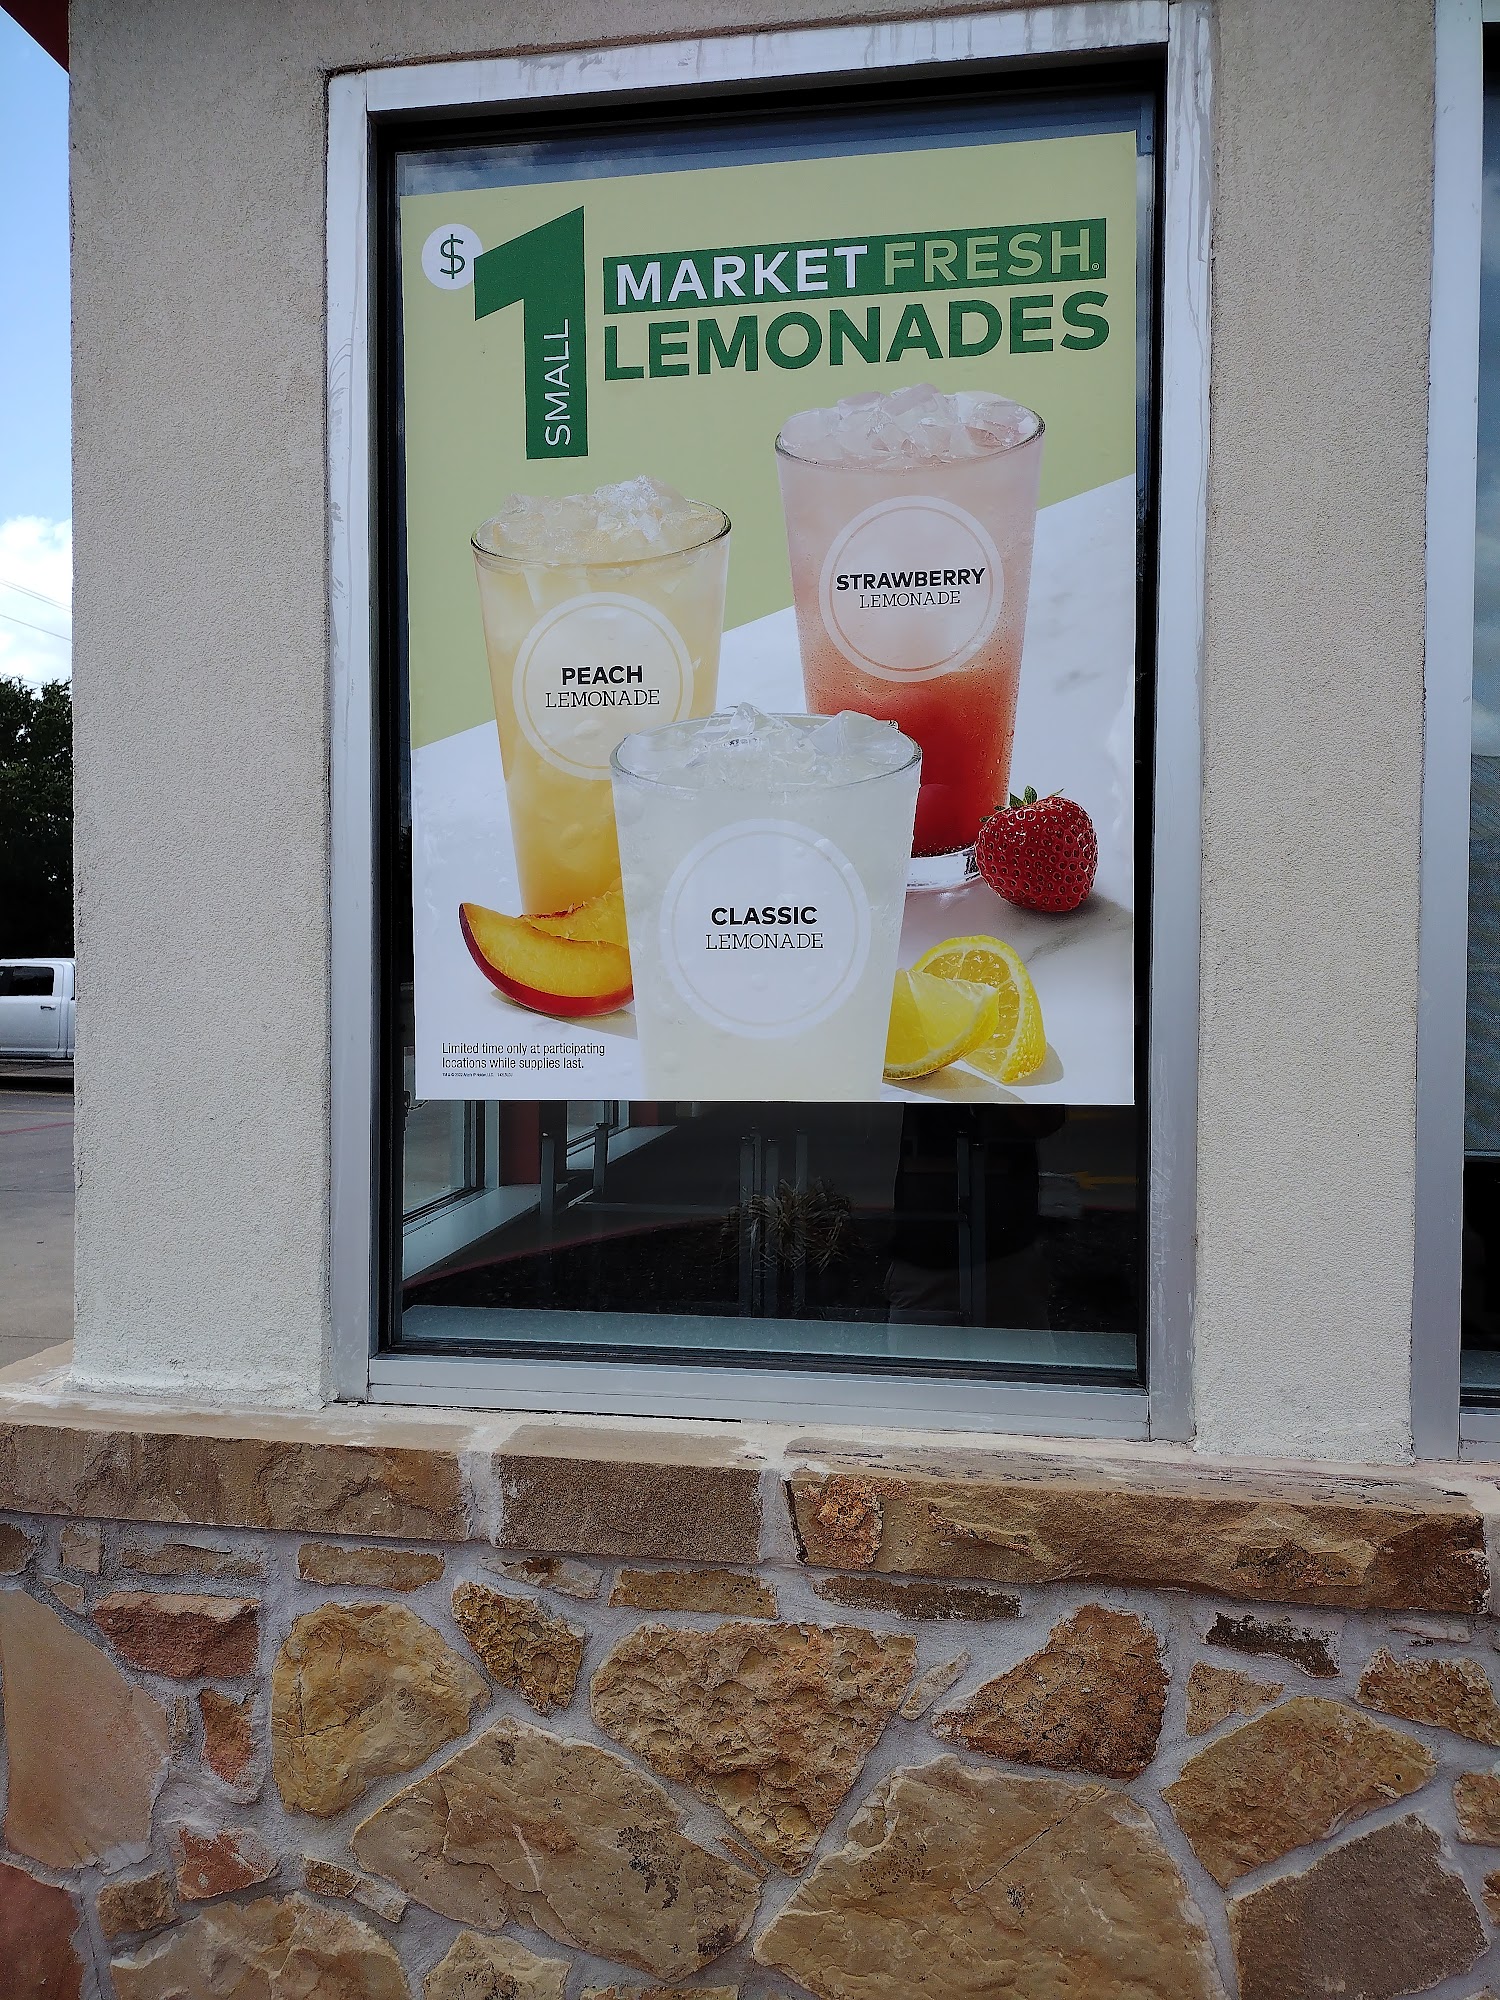 $1
SMALL
MARKET FRESH®
LEMONADES
STRAWBERRY
LEMONADE
PEACH
LEMONADE
CLASSIC
LEMONADE
Limited time only at participating
locations while supplies last.